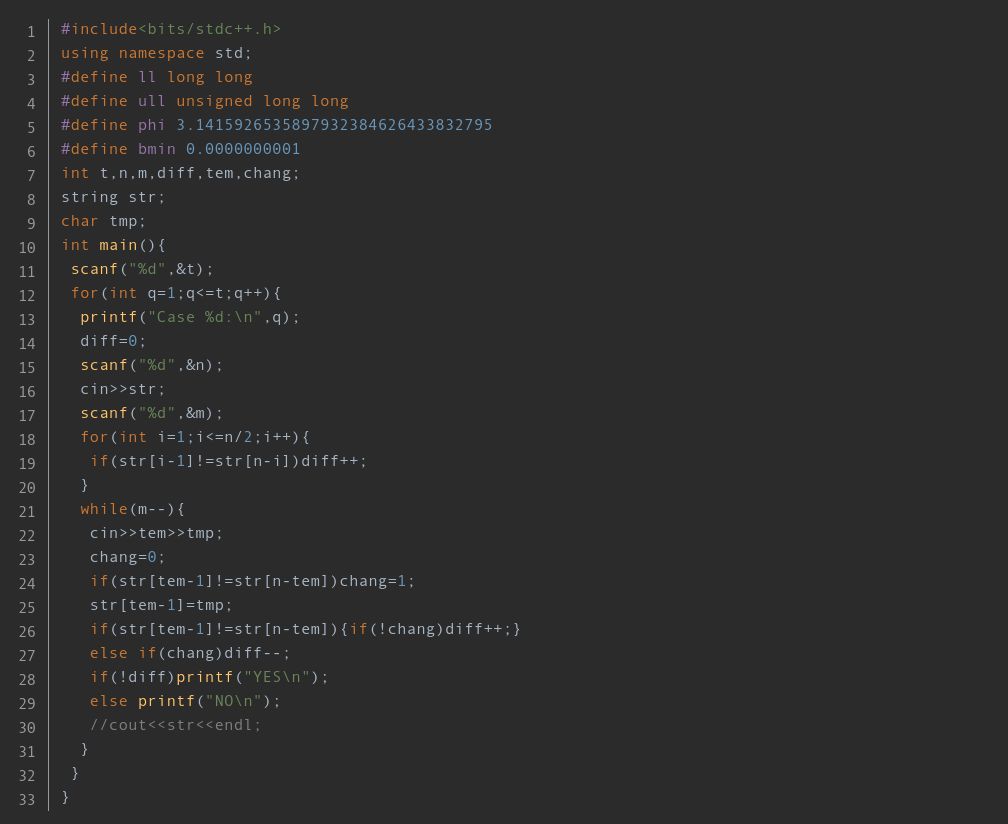 1 #include<bits/stdc++.h>
2 using namespace std;
3 #define ll long long
4 #define ull unsigned long long
5 #define phi 3.1415926535897932384626433832795
6 #define bmin 0.0000000001
7 int t,n,m,diff,tem,chang;
8 string str;
9 char tmp;
10 int main(){
11  scanf("%d",&t);
12  for(int q=1;q<=t;q++){
13   printf("Case %d:\n",q);
14   diff=0;
15   scanf("%d",&n);
16   cin>>str;
17   scanf("%d",&m);
18   for(int i=1;i<=n/2;i++){
19    if(str[i-1]!=str[n-i])diff++;
20   }
21   while(m--){
22    cin>>tem>>tmp;
23    chang=0;
24    if(str[tem-1]!=str[n-tem])chang=1;
25    str[tem-1]=tmp;
26    if(str[tem-1]!=str[n-tem]){if(!chang)diff++;}
27    else if(chang)diff--;
28    if(!diff)printf("YES\n");
29    else printf("NO\n");
30    //cout<<str<<endl;
31   }
32  }
33 }